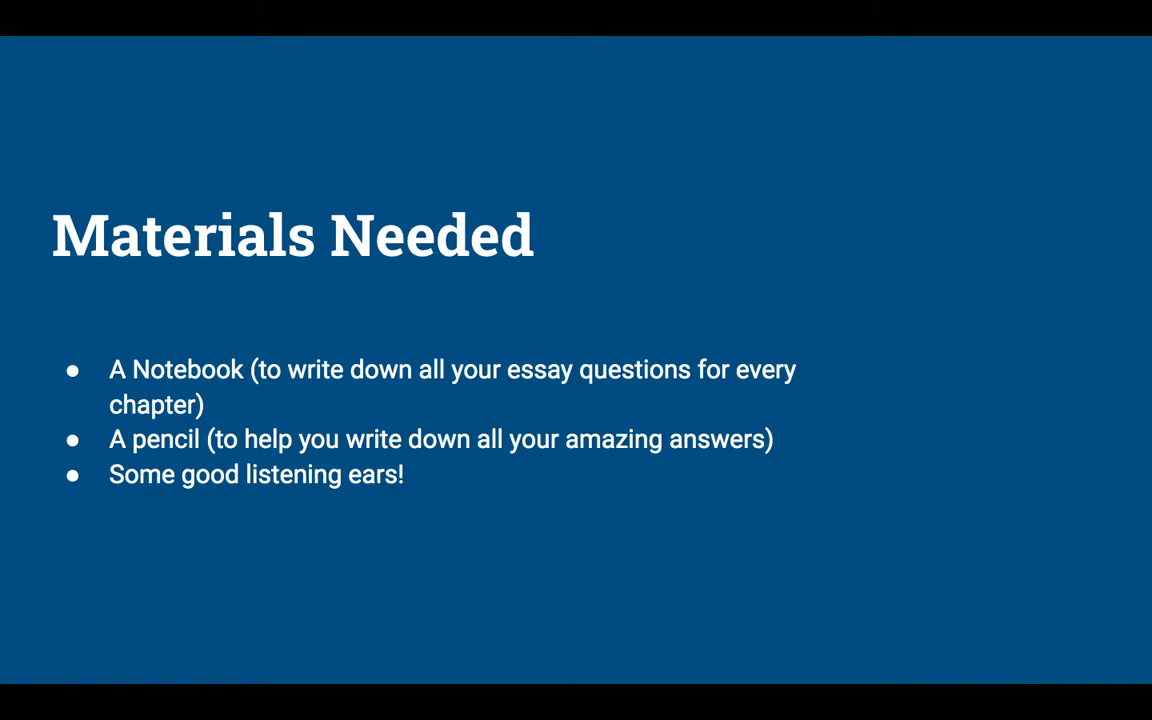 Materials Needed
● A Notebook (to write down all your essay questions for every
chapter)
● A pencil (to help you write down all your amazing answers)
● Some good listening ears!